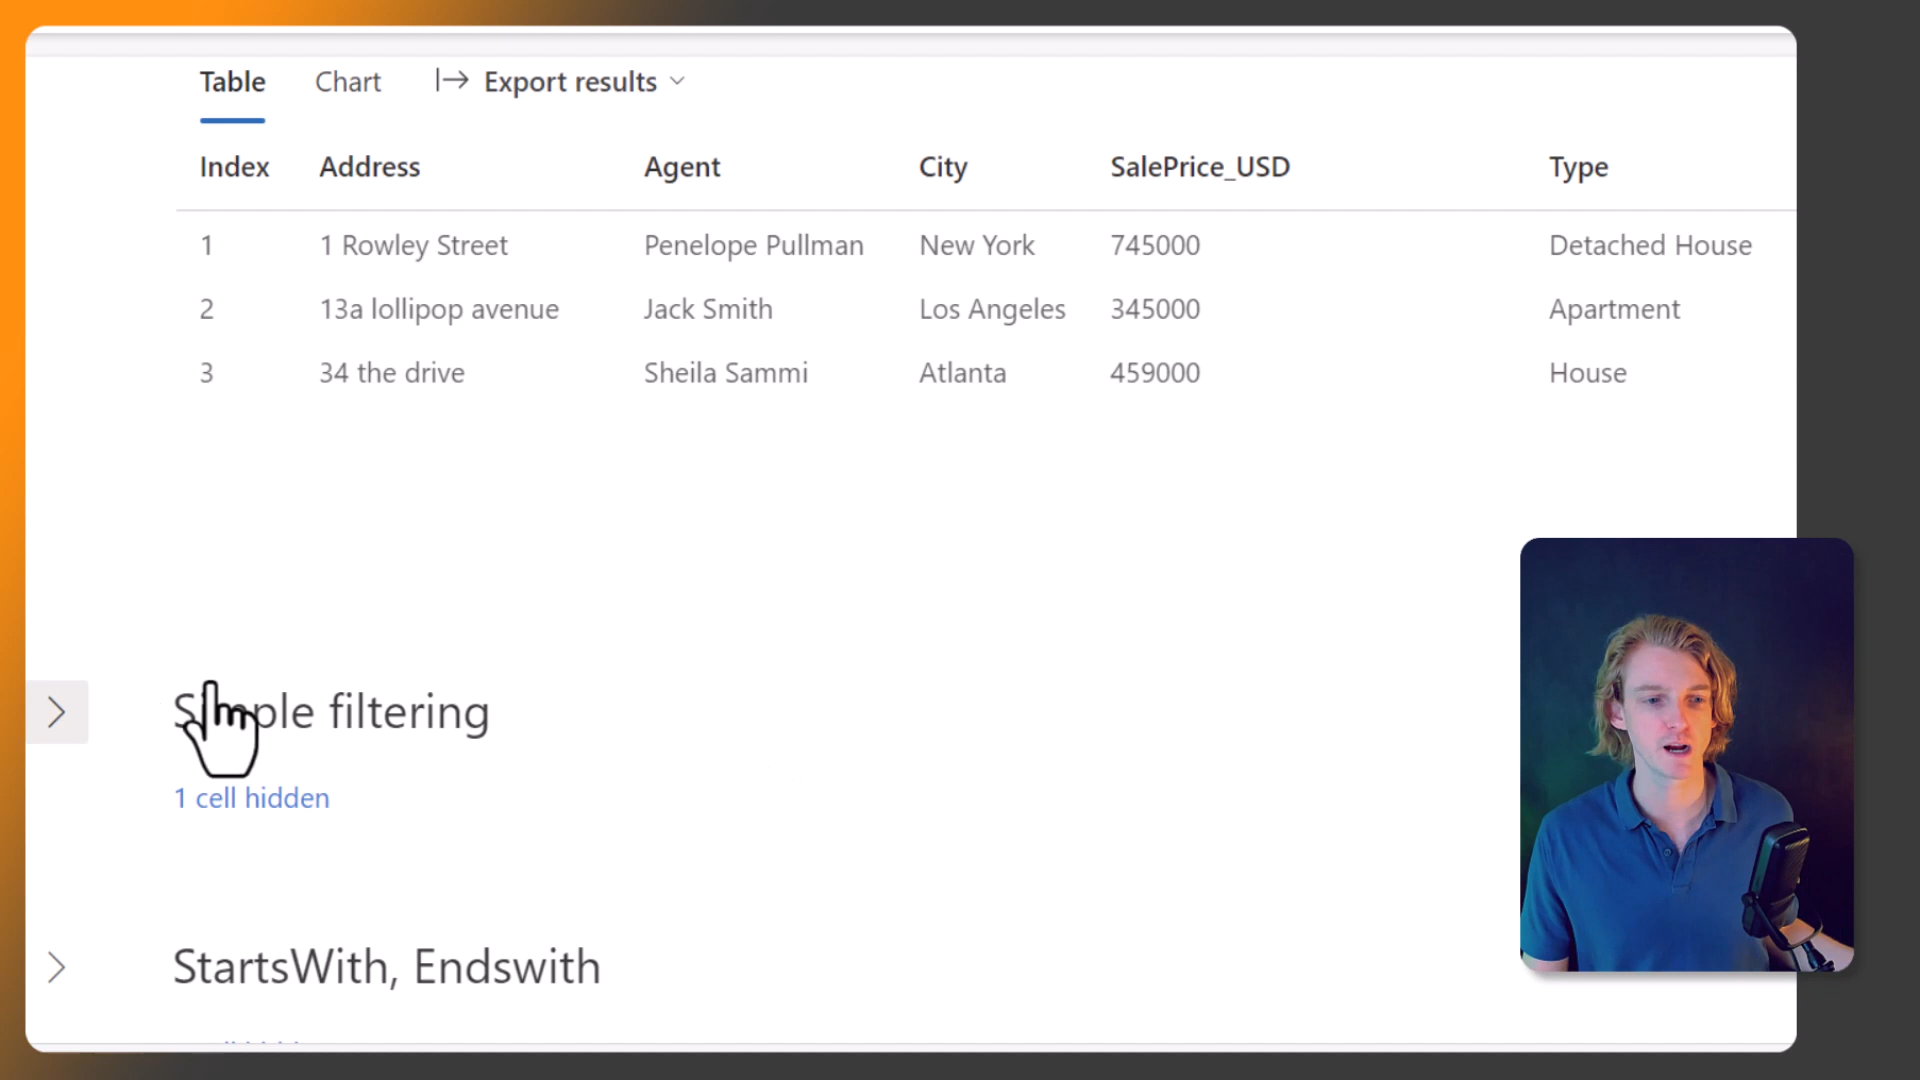 Table Chart Export results
Index Address Agent City SalePrice_USD Type
1 1 Rowley Street Penelope Pullman New York 745000 Detached House
2 13a lollipop avenue Jack Smith Los Angeles 345000 Apartment
3 34 the drive Sheila Sammi Atlanta 459000 House
Simple filtering
1 cell hidden
StartsWith, Endswith